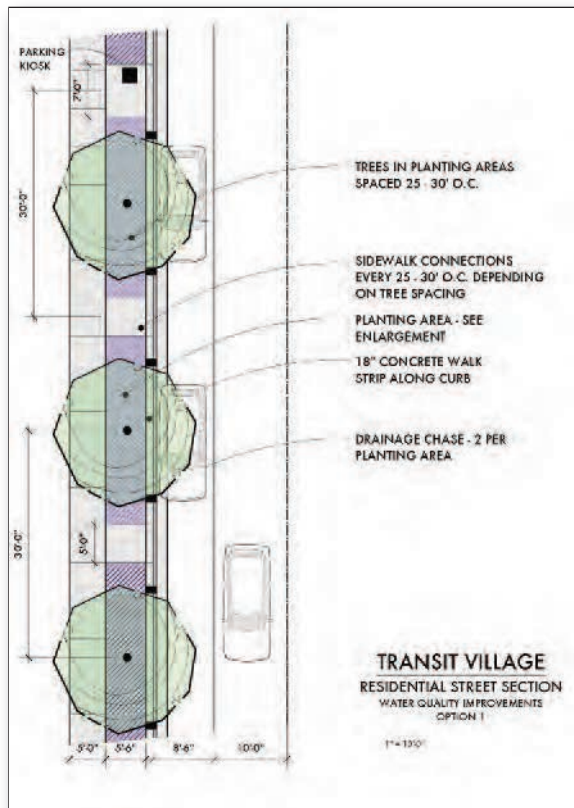 PARKING
KIOSK
7'-0"
30'-0"
TREES IN PLANTING AREAS
SPACED 25 - 30' O.C.
SIDEWALK CONNECTIONS
EVERY 25 - 30' O.C. DEPENDING
ON TREE SPACING
PLANTING AREA - SEE
ENLARGEMENT
18" CONCRETE WALK
STRIP ALONG CURB
DRAINAGE CHASE - 2 PER
PLANTING AREA
30'-0"
5'-0"
TRANSIT VILLAGE
RESIDENTIAL STREET SECTION
WATER QUALITY IMPROVEMENTS
OPTION 1
5'-0" 5'-6" 8'-6" 10'-0"